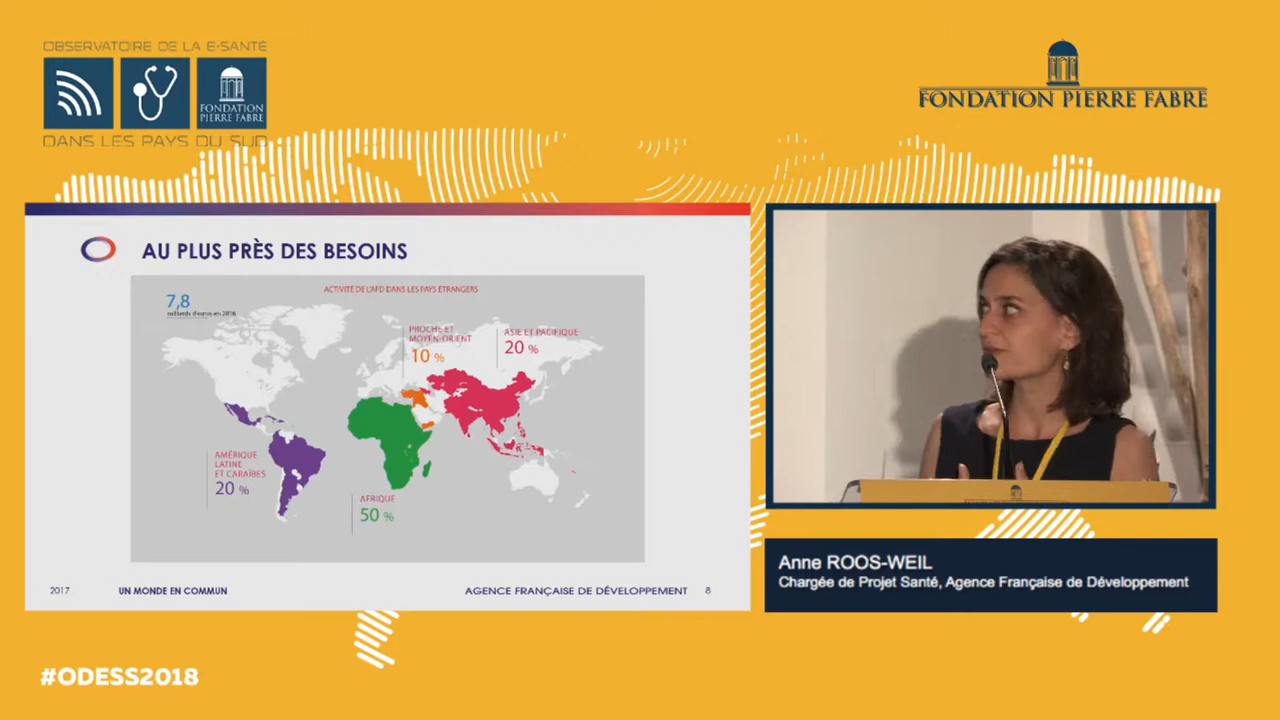 OBSERVATOIRE DE LA E-SANTÉ
FONDATION
PIERRE FABRE
DANS LES PAYS DU SUD
FONDATION PIERRE FABRE
AU PLUS PRÈS DES BESOINS
ACTIVITÉ DE L'AFD DANS LES PAYS ÉTRANGERS
7,8
milliards d'euros en 2016
PROCHE ET
MOYEN-ORIENT
10 %
ASIE ET PACIFIQUE
20 %
AMÉRIQUE
LATINE
ET CARAÏBES
20 %
AFRIQUE
50 %
2017
UN MONDE EN COMMUN
AGENCE FRANÇAISE DE DÉVELOPPEMENT
8
Anne ROOS-WEIL
Chargée de Projet Santé, Agence Française de Développement
#ODESS2018